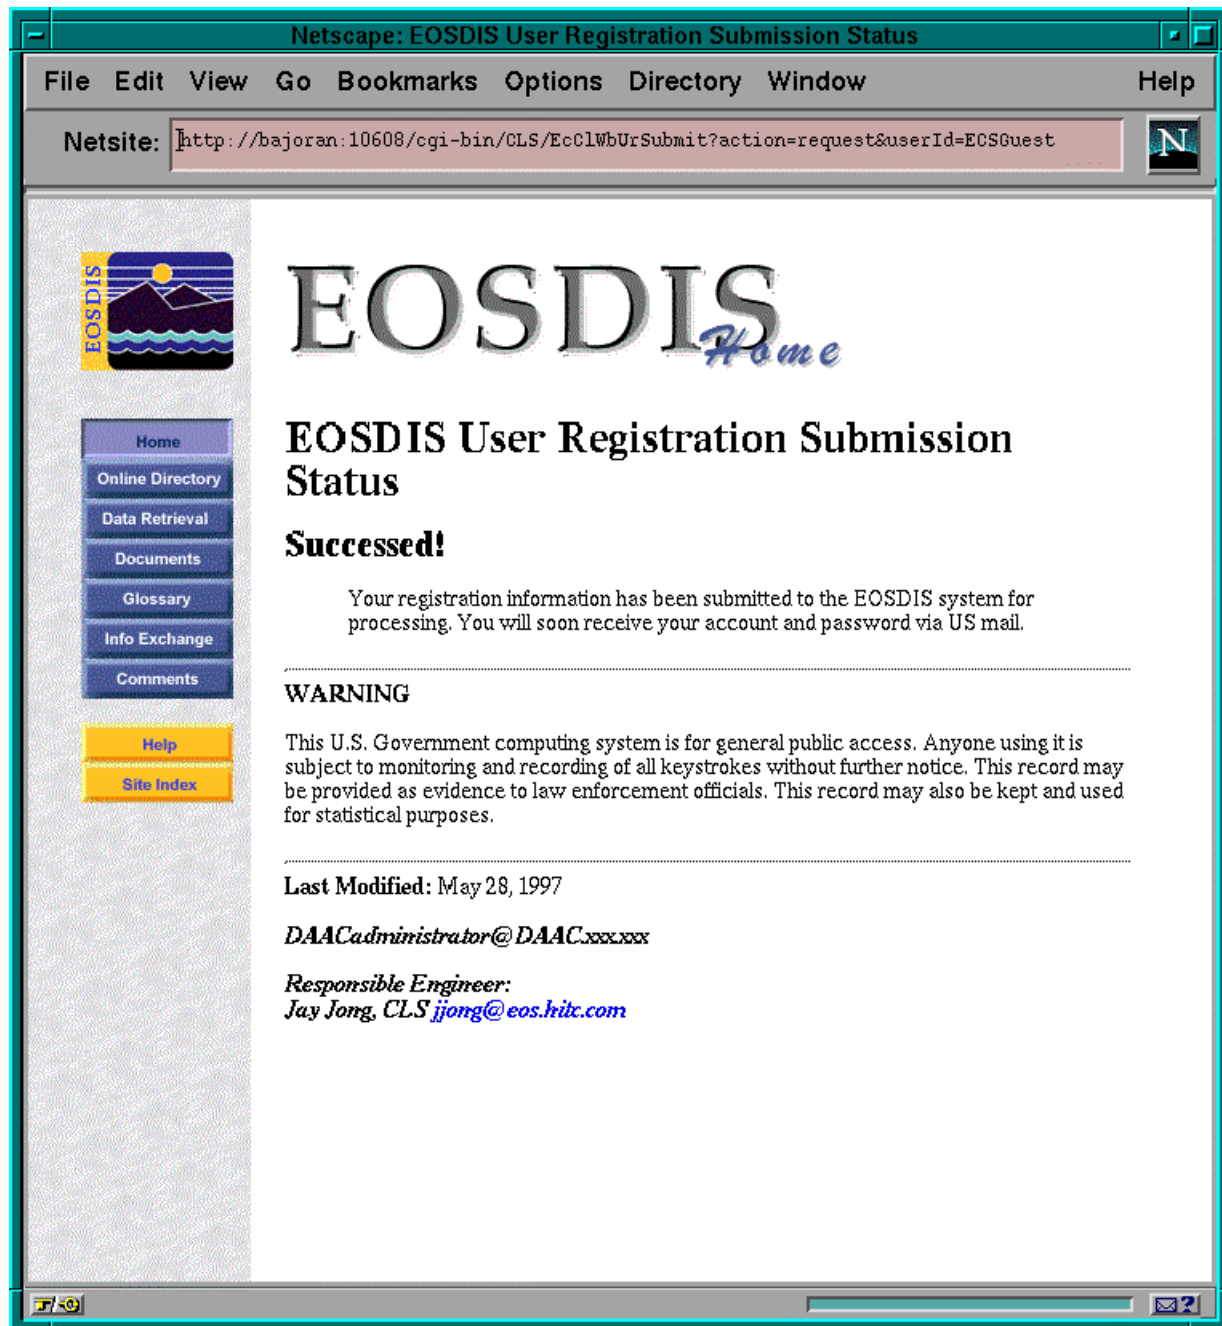 Netscape: EOSDIS User Registration Submission Status
File Edit View Go Bookmarks Options Directory Window Help
Netsite: http://bajoran:10608/cgi-bin/CLS/EcClWbUrSubmit?action=request&userId=ECSGuest
N
EOSDIS
EOSDIS Home
Home
Online Directory
Data Retrieval
Documents
Glossary
Info Exchange
Comments
Help
Site Index
EOSDIS User Registration Submission
Status
Successed!
Your registration information has been submitted to the EOSDIS system for
processing. You will soon receive your account and password via US mail.
WARNING
This U.S. Government computing system is for general public access. Anyone using it is
subject to monitoring and recording of all keystrokes without further notice. This record may
be provided as evidence to law enforcement officials. This record may also be kept and used
for statistical purposes.
Last Modified: May 28, 1997
DAACadministrator@DAAC.xxx.xxx
Responsible Engineer:
Jay Jong, CLS jjong@eos.hitc.com
?